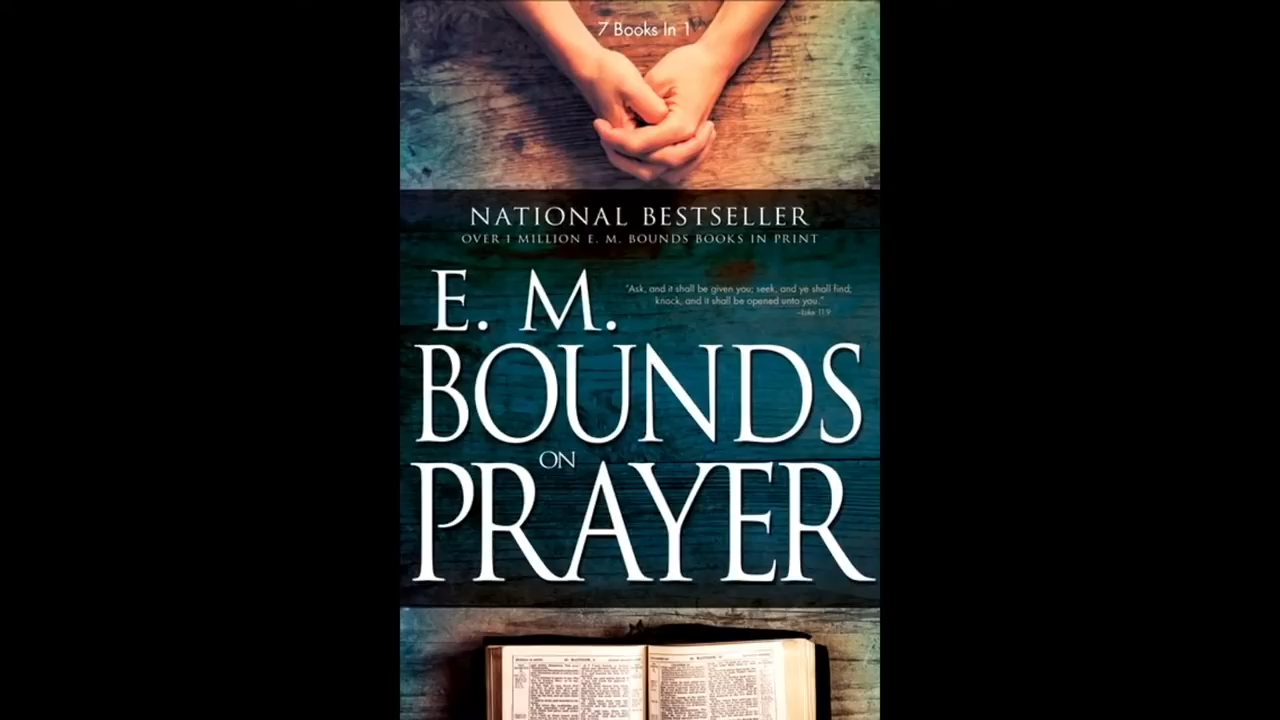 7 Books In 1
NATIONAL BESTSELLER
OVER 1 MILLION E. M. BOUNDS BOOKS IN PRINT
E. M.
"Ask, and it shall be given you; seek, and ye shall find;
knock, and it shall be opened unto you."
–Luke 11:9
BOUNDS
ON
PRAYER